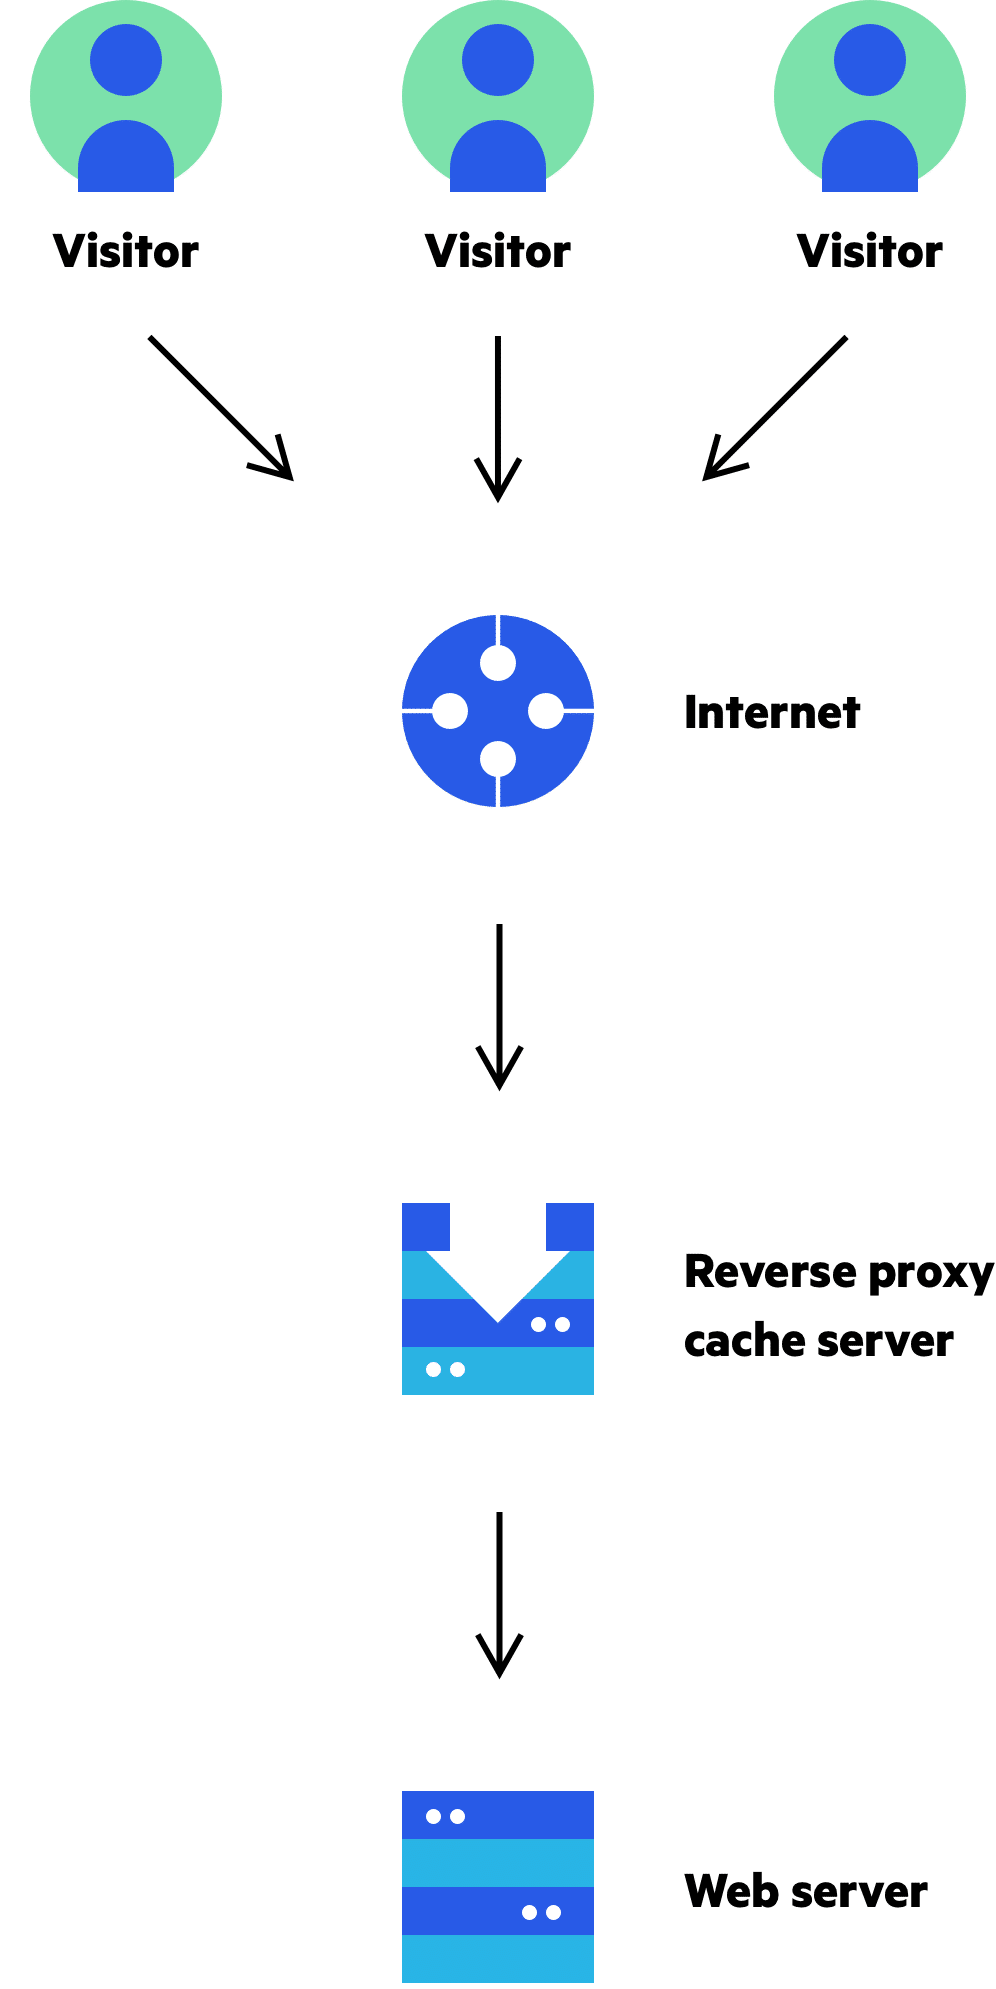 Visitor
Visitor
Visitor
Internet
Reverse proxy
cache server
Web server